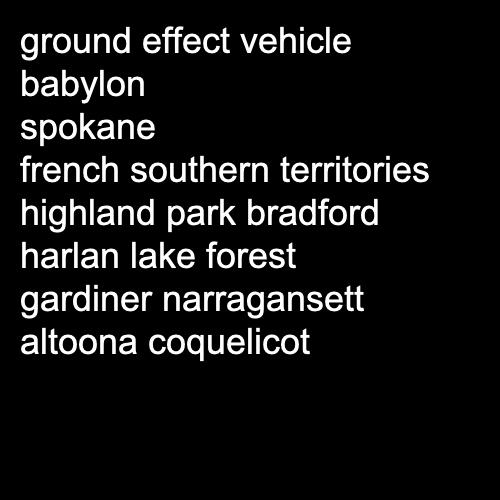 ground effect vehicle
babylon
spokane
french southern territories
highland park bradford
harlan lake forest
gardiner narragansett
altoona coquelicot